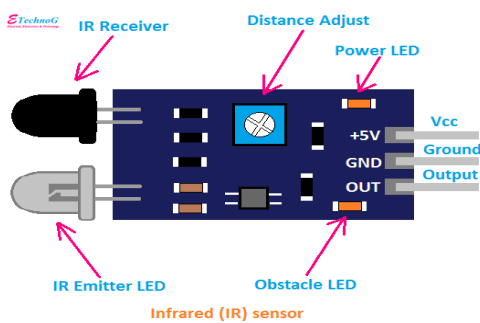 ETechnoG
IR Receiver
Distance Adjust
Power LED
+5V
Vcc
GND
Ground
OUT
Output
IR Emitter LED
Obstacle LED
Infrared (IR) sensor